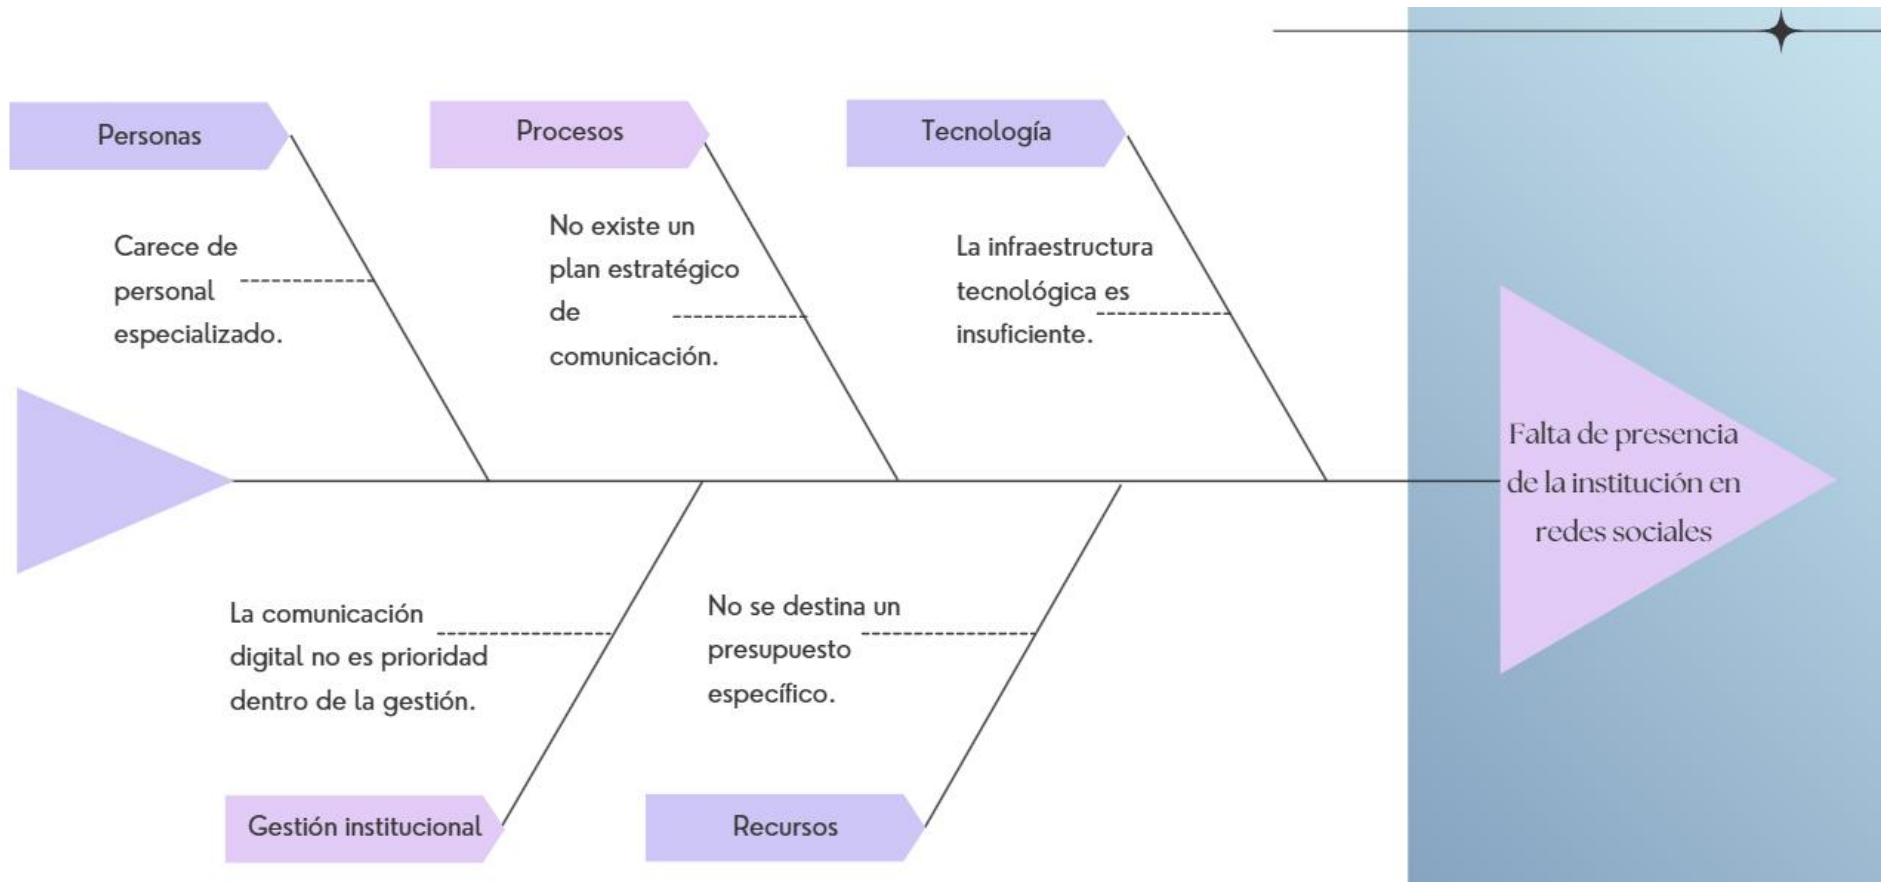 Personas
Procesos
Tecnología
Carece de
personal
especializado.
No existe un
plan estratégico
de
comunicación.
La infraestructura
tecnológica es
insuficiente.
Falta de presencia
de la institución en
redes sociales
La comunicación
digital no es prioridad
dentro de la gestión.
No se destina un
presupuesto
específico.
Gestión institucional
Recursos